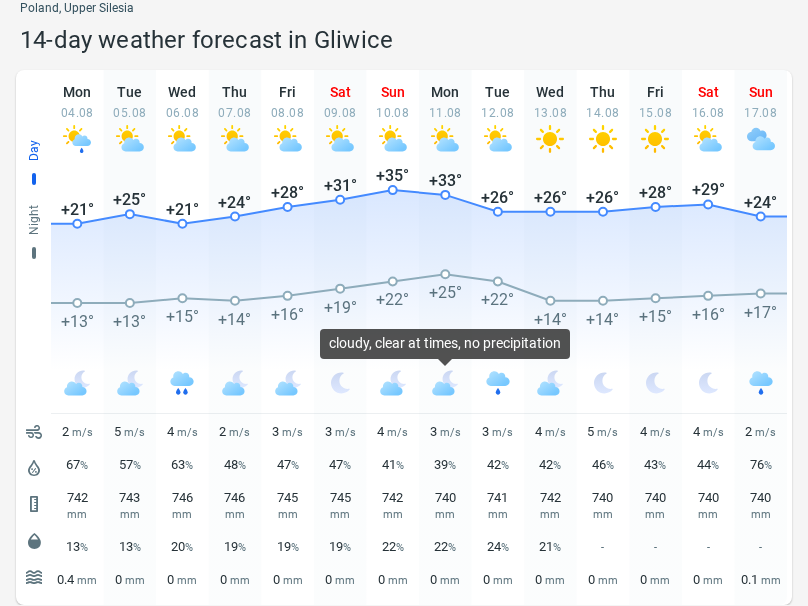 Poland, Upper Silesia
14-day weather forecast in Gliwice
Mon Tue Wed Thu Fri Sat Sun Mon Tue Wed Thu Fri Sat Sun
04.08 05.08 06.08 07.08 08.08 09.08 10.08 11.08 12.08 13.08 14.08 15.08 16.08 17.08
Day
+21° +25° +21° +24° +28° +31° +35° +33° +26° +26° +26° +28° +29° +24°
Night
+13° +13° +15° +14° +16° +19° +22° +25° +22° +14° +14° +15° +16° +17°
cloudy, clear at times, no precipitation
2 m/s 5 m/s 4 m/s 2 m/s 3 m/s 3 m/s 4 m/s 3 m/s 3 m/s 4 m/s 5 m/s 4 m/s 4 m/s 2 m/s
67% 57% 63% 48% 47% 47% 41% 39% 42% 42% 46% 43% 44% 76%
742 743 746 746 745 745 742 740 741 742 740 740 740 740
mm mm mm mm mm mm mm mm mm mm mm mm mm mm
13% 13% 20% 19% 19% 19% 22% 22% 24% 21% - - - -
0.4 mm 0 mm 0 mm 0 mm 0 mm 0 mm 0 mm 0 mm 0 mm 0 mm 0 mm 0 mm 0 mm 0.1 mm